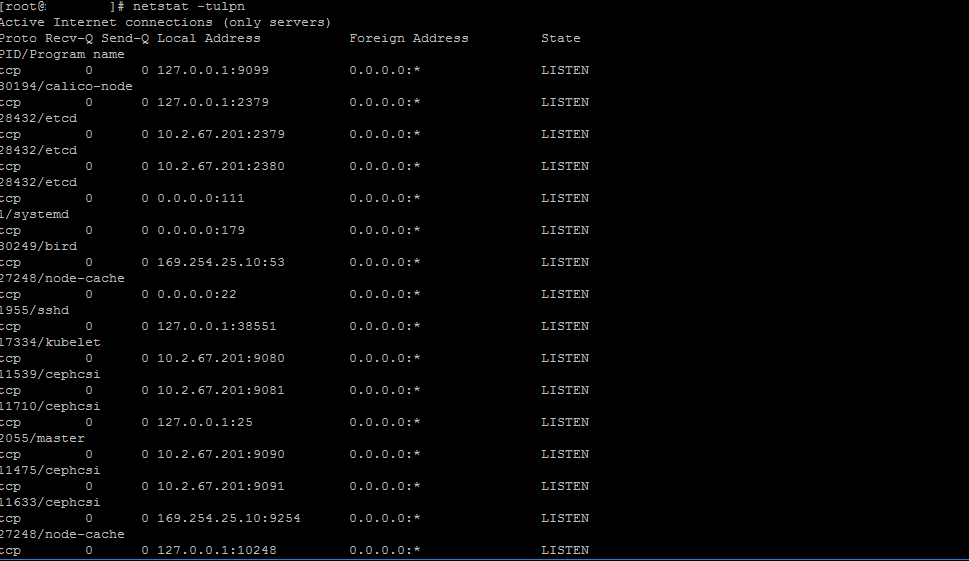 [root@: ]# netstat -tulpn
Active Internet connections (only servers)
Proto Recv-Q Send-Q Local Address Foreign Address State
PID/Program name
tcp 0 0 127.0.0.1:9099 0.0.0.0:* LISTEN
30194/calico-node
tcp 0 0 127.0.0.1:2379 0.0.0.0:* LISTEN
28432/etcd
tcp 0 0 10.2.67.201:2379 0.0.0.0:* LISTEN
28432/etcd
tcp 0 0 10.2.67.201:2380 0.0.0.0:* LISTEN
28432/etcd
tcp 0 0 0.0.0.0:111 0.0.0.0:* LISTEN
1/systemd
tcp 0 0 0.0.0.0:179 0.0.0.0:* LISTEN
30249/bird
tcp 0 0 169.254.25.10:53 0.0.0.0:* LISTEN
27248/node-cache
tcp 0 0 0.0.0.0:22 0.0.0.0:* LISTEN
1955/sshd
tcp 0 0 127.0.0.1:38551 0.0.0.0:* LISTEN
17334/kubelet
tcp 0 0 10.2.67.201:9080 0.0.0.0:* LISTEN
11539/cephcsi
tcp 0 0 10.2.67.201:9081 0.0.0.0:* LISTEN
11710/cephcsi
tcp 0 0 127.0.0.1:25 0.0.0.0:* LISTEN
2055/master
tcp 0 0 10.2.67.201:9090 0.0.0.0:* LISTEN
11475/cephcsi
tcp 0 0 10.2.67.201:9091 0.0.0.0:* LISTEN
11633/cephcsi
tcp 0 0 169.254.25.10:9254 0.0.0.0:* LISTEN
27248/node-cache
tcp 0 0 127.0.0.1:10248 0.0.0.0:* LISTEN